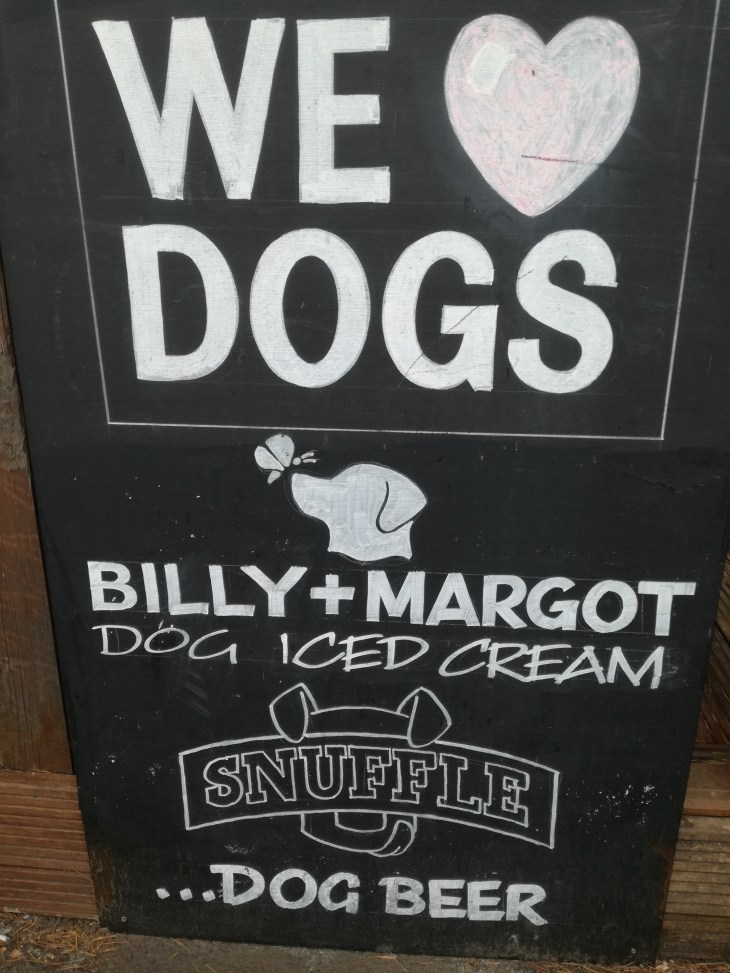 WE
DOGS
BILLY+MARGOT
DOG ICED CREAM
SNUFFLE
...DOG BEER